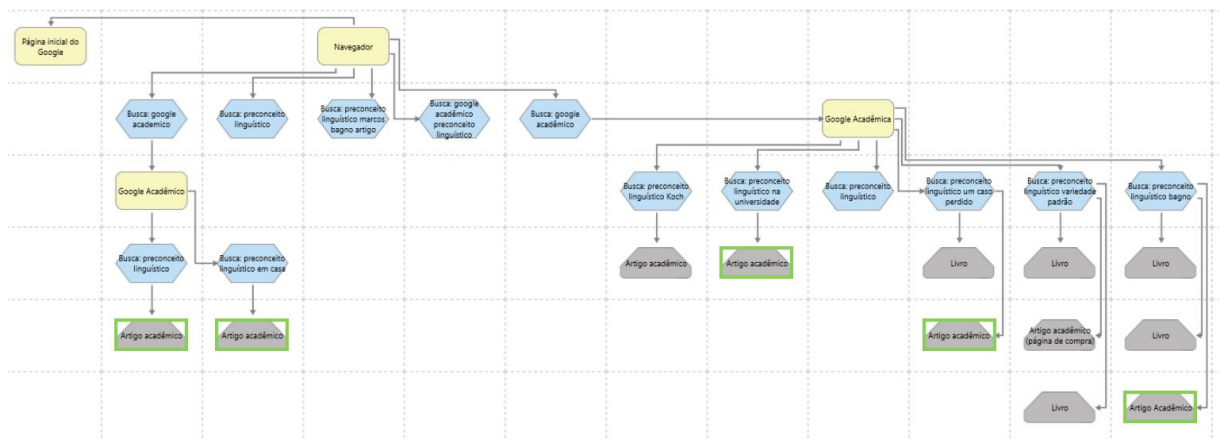 Página inicial do
Google
Navegador
Busca: google
academico
Busca: preconceito
linguístico
Busca: preconceito
linguístico marcos
bagno artigo
Busca: google
acadêmico
preconceito
linguístico
Busca: google
acadêmico
Google Acadêmica
Google Acadêmico
Busca: preconceito
linguístico Koch
Busca: preconceito
linguístico na
universidade
Busca: preconceito
linguístico
Busca: preconceito
linguístico um caso
perdido
Busca: preconceito
linguístico variedade
padrão
Busca: preconceito
linguístico bagno
Busca: preconceito
linguístico
Busca: preconceito
linguístico em casa
Artigo acadêmico
Artigo acadêmico
Livro
Livro
Livro
Artigo acadêmico
Artigo acadêmico
Artigo acadêmico
Artigo acadêmico
(página de compra)
Livro
Livro
Artigo Acadêmico